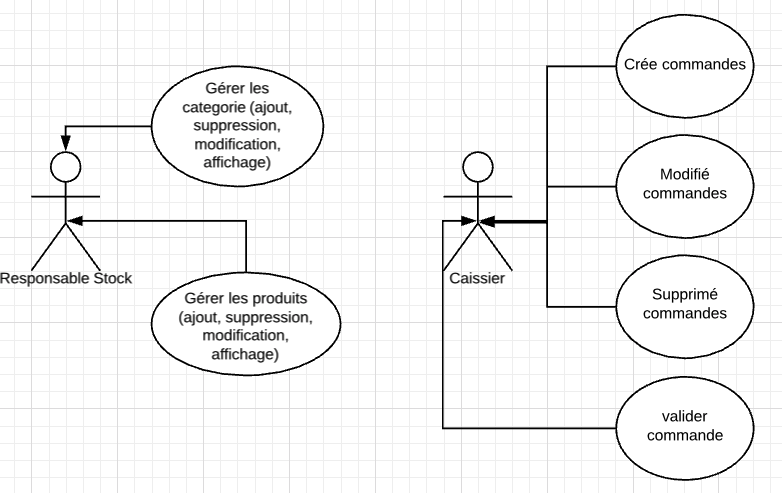 Gérer les
categorie (ajout,
suppression,
modification,
affichage)
Responsable Stock
Gérer les produits
(ajout, suppression,
modification,
affichage)
Crée commandes
Modifié
commandes
Caissier
Supprimé
commandes
valider
commande